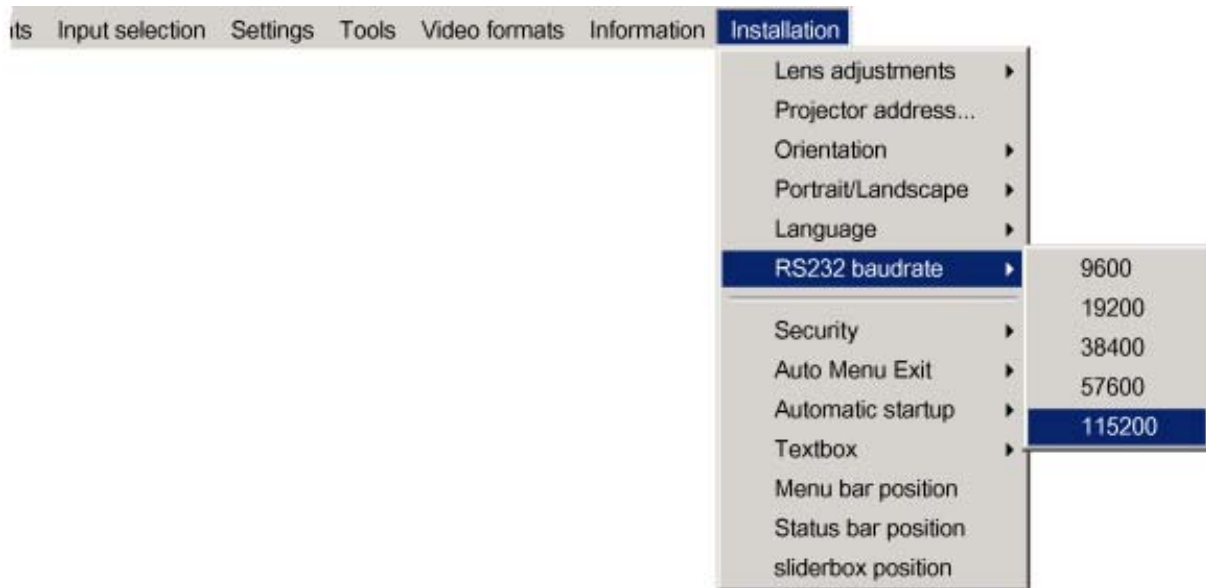 ts Input selection Settings Tools Video formats Information Installation
Lens adjustments
Projector address...
Orientation
Portrait/Landscape
Language
RS232 baudrate
9600
19200
38400
57600
115200
Security
Auto Menu Exit
Automatic startup
Textbox
Menu bar position
Status bar position
sliderbox position